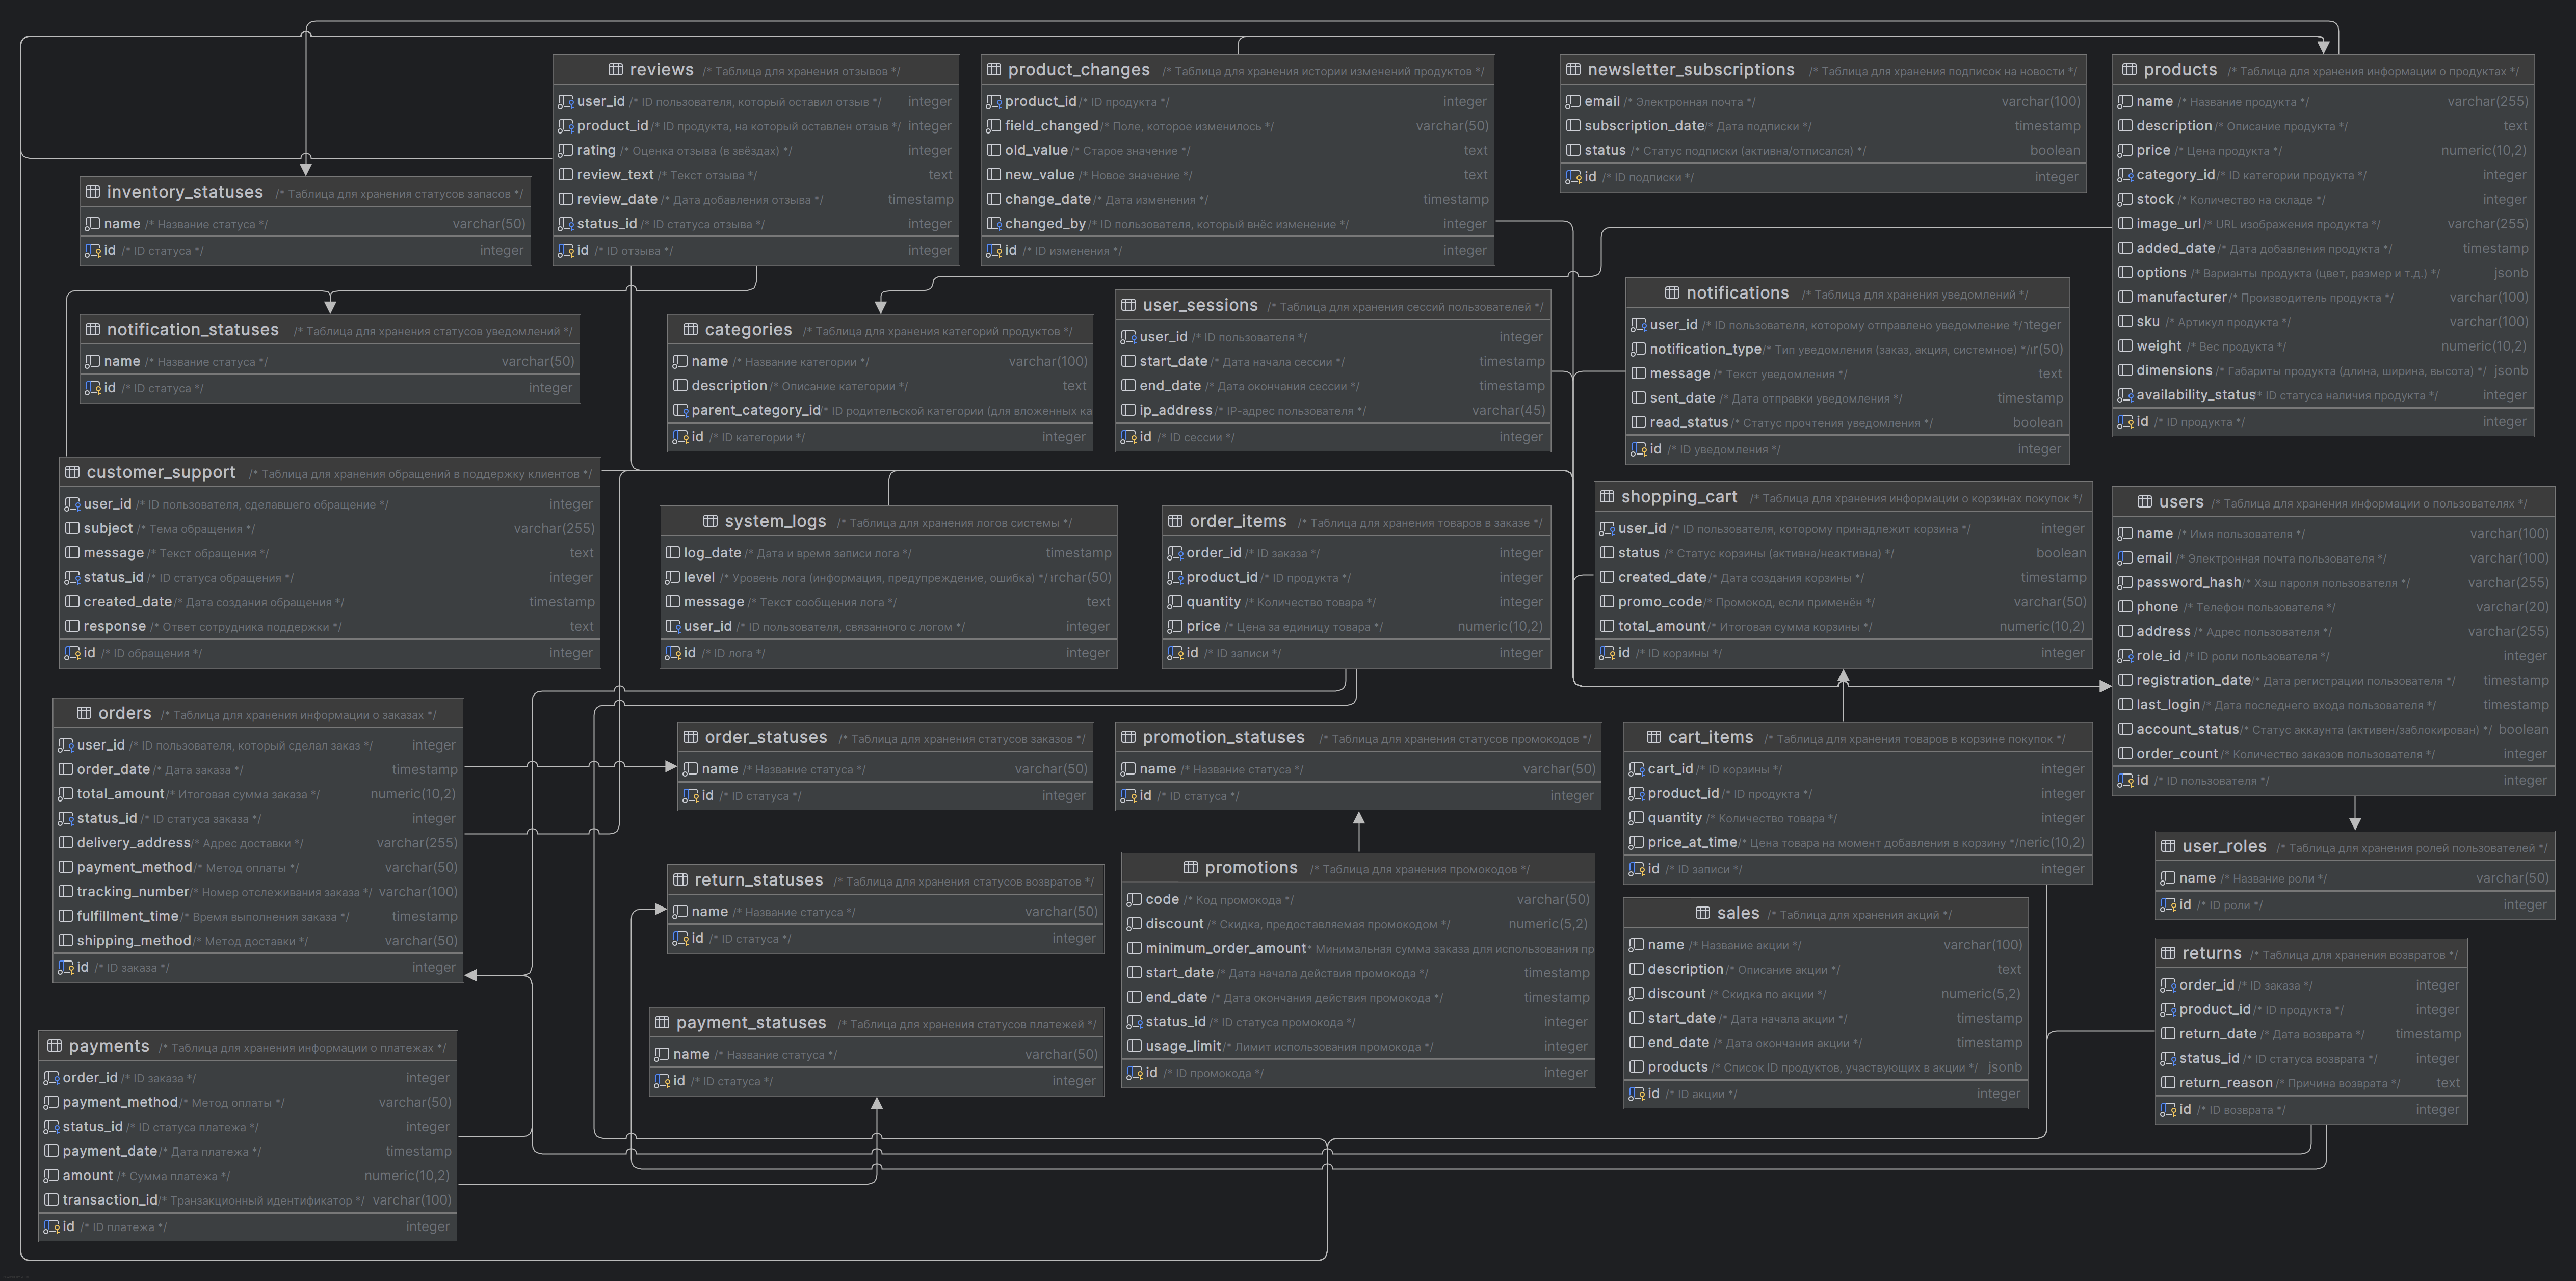 reviews /* Таблица для хранения отзывов */
user_id /* ID пользователя, который оставил отзыв */ integer
product_id /* ID продукта, на который оставлен отзыв */ integer
rating /* Оценка отзыва (в звёздах) */ integer
review_text /* Текст отзыва */ text
review_date /* Дата добавления отзыва */ timestamp
status_id /* ID статуса отзыва */ integer
id /* ID отзыва */ integer
product_changes /* Таблица для хранения истории изменений продуктов */
product_id /* ID продукта */ integer
field_changed /* Поле, которое изменилось */ varchar(50)
old_value /* Старое значение */ text
new_value /* Новое значение */ text
change_date /* Дата изменения */ timestamp
changed_by /* ID пользователя, который внёс изменение */ integer
id /* ID изменения */ integer
newsletter_subscriptions /* Таблица для хранения подписок на новости */
email /* Электронная почта */ varchar(100)
subscription_date /* Дата подписки */ timestamp
status /* Статус подписки (активна/отписался) */ boolean
id /* ID подписки */ integer
products /* Таблица для хранения информации о продуктах */
name /* Название продукта */ varchar(255)
description /* Описание продукта */ text
price /* Цена продукта */ numeric(10,2)
category_id /* ID категории продукта */ integer
stock /* Количество на складе */ integer
image_url /* URL изображения продукта */ varchar(255)
added_date /* Дата добавления продукта */ timestamp
options /* Варианты продукта (цвет, размер и т.д.) */ jsonb
manufacturer /* Производитель продукта */ varchar(100)
sku /* Артикул продукта */ varchar(100)
weight /* Вес продукта */ numeric(10,2)
dimensions /* Габариты продукта (длина, ширина, высота) */ jsonb
availability_status * ID статуса наличия продукта */ integer
id /* ID продукта */ integer
inventory_statuses /* Таблица для хранения статусов запасов */
name /* Название статуса */ varchar(50)
id /* ID статуса */ integer
notification_statuses /* Таблица для хранения статусов уведомлений */
name /* Название статуса */ varchar(50)
id /* ID статуса */ integer
categories /* Таблица для хранения категорий продуктов */
name /* Название категории */ varchar(100)
description /* Описание категории */ text
parent_category_id /* ID родительской категории (для вложенных ка
id /* ID категории */ integer
user_sessions /* Таблица для хранения сессий пользователей */
user_id /* ID пользователя */ integer
start_date /* Дата начала сессии */ timestamp
end_date /* Дата окончания сессии */ timestamp
ip_address /* IP-адрес пользователя */ varchar(45)
id /* ID сессии */ integer
notifications /* Таблица для хранения уведомлений */
user_id /* ID пользователя, которому отправлено уведомление */ teger
notification_type /* Тип уведомления (заказ, акция, системное) */ r(50)
message /* Текст уведомления */ text
sent_date /* Дата отправки уведомления */ timestamp
read_status /* Статус прочтения уведомления */ boolean
id /* ID уведомления */ integer
customer_support /* Таблица для хранения обращений в поддержку клиентов */
user_id /* ID пользователя, сделавшего обращение */ integer
subject /* Тема обращения */ varchar(255)
message /* Текст обращения */ text
status_id /* ID статуса обращения */ integer
created_date /* Дата создания обращения */ timestamp
response /* Ответ сотрудника поддержки */ text
id /* ID обращения */ integer
system_logs /* Таблица для хранения логов системы */
log_date /* Дата и время записи лога */ timestamp
level /* Уровень лога (информация, предупреждение, ошибка) */ rchar(50)
message /* Текст сообщения лога */ text
user_id /* ID пользователя, связанного с логом */ integer
id /* ID лога */ integer
order_items /* Таблица для хранения товаров в заказе */
order_id /* ID заказа */ integer
product_id /* ID продукта */ integer
quantity /* Количество товара */ integer
price /* Цена за единицу товара */ numeric(10,2)
id /* ID записи */ integer
shopping_cart /* Таблица для хранения информации о корзинах покупок */
user_id /* ID пользователя, которому принадлежит корзина */ integer
status /* Статус корзины (активна/неактивна) */ boolean
created_date /* Дата создания корзины */ timestamp
promo_code /* Промокод, если применён */ varchar(50)
total_amount /* Итоговая сумма корзины */ numeric(10,2)
id /* ID корзины */ integer
users /* Таблица для хранения информации о пользователях */
name /* Имя пользователя */ varchar(100)
email /* Электронная почта пользователя */ varchar(100)
password_hash /* Хэш пароля пользователя */ varchar(255)
phone /* Телефон пользователя */ varchar(20)
address /* Адрес пользователя */ varchar(255)
role_id /* ID роли пользователя */ integer
registration_date /* Дата регистрации пользователя */ timestamp
last_login /* Дата последнего входа пользователя */ timestamp
account_status /* Статус аккаунта (активен/заблокирован) */ boolean
order_count /* Количество заказов пользователя */ integer
id /* ID пользователя */ integer
orders /* Таблица для хранения информации о заказах */
user_id /* ID пользователя, который сделал заказ */ integer
order_date /* Дата заказа */ timestamp
total_amount /* Итоговая сумма заказа */ numeric(10,2)
status_id /* ID статуса заказа */ integer
delivery_address /* Адрес доставки */ varchar(255)
payment_method /* Метод оплаты */ varchar(50)
tracking_number /* Номер отслеживания заказа */ varchar(100)
fulfillment_time /* Время выполнения заказа */ timestamp
shipping_method /* Метод доставки */ varchar(50)
id /* ID заказа */ integer
order_statuses /* Таблица для хранения статусов заказов */
name /* Название статуса */ varchar(50)
id /* ID статуса */ integer
promotion_statuses /* Таблица для хранения статусов промокодов */
name /* Название статуса */ varchar(50)
id /* ID статуса */ integer
cart_items /* Таблица для хранения товаров в корзине покупок */
cart_id /* ID корзины */ integer
product_id /* ID продукта */ integer
quantity /* Количество товара */ integer
price_at_time /* Цена товара на момент добавления в корзину */ neric(10,2)
id /* ID записи */ integer
user_roles /* Таблица для хранения ролей пользователей */
name /* Название роли */ varchar(50)
id /* ID роли */ integer
return_statuses /* Таблица для хранения статусов возвратов */
name /* Название статуса */ varchar(50)
id /* ID статуса */ integer
promotions /* Таблица для хранения промокодов */
code /* Код промокода */ varchar(50)
discount /* Скидка, предоставляемая промокодом */ numeric(5,2)
minimum_order_amount * Минимальная сумма заказа для использования пр
start_date /* Дата начала действия промокода */ timestamp
end_date /* Дата окончания действия промокода */ timestamp
status_id /* ID статуса промокода */ integer
usage_limit /* Лимит использования промокода */ integer
id /* ID промокода */ integer
sales /* Таблица для хранения акций */
name /* Название акции */ varchar(100)
description /* Описание акции */ text
discount /* Скидка по акции */ numeric(5,2)
start_date /* Дата начала акции */ timestamp
end_date /* Дата окончания акции */ timestamp
products /* Список ID продуктов, участвующих в акции */ jsonb
id /* ID акции */ integer
returns /* Таблица для хранения возвратов */
order_id /* ID заказа */ integer
product_id /* ID продукта */ integer
return_date /* Дата возврата */ timestamp
status_id /* ID статуса возврата */ integer
return_reason /* Причина возврата */ text
id /* ID возврата */ integer
payments /* Таблица для хранения информации о платежах */
order_id /* ID заказа */ integer
payment_method /* Метод оплаты */ varchar(50)
status_id /* ID статуса платежа */ integer
payment_date /* Дата платежа */ timestamp
amount /* Сумма платежа */ numeric(10,2)
transaction_id /* Транзакционный идентификатор */ varchar(100)
id /* ID платежа */ integer
payment_statuses /* Таблица для хранения статусов платежей */
name /* Название статуса */ varchar(50)
id /* ID статуса */ integer